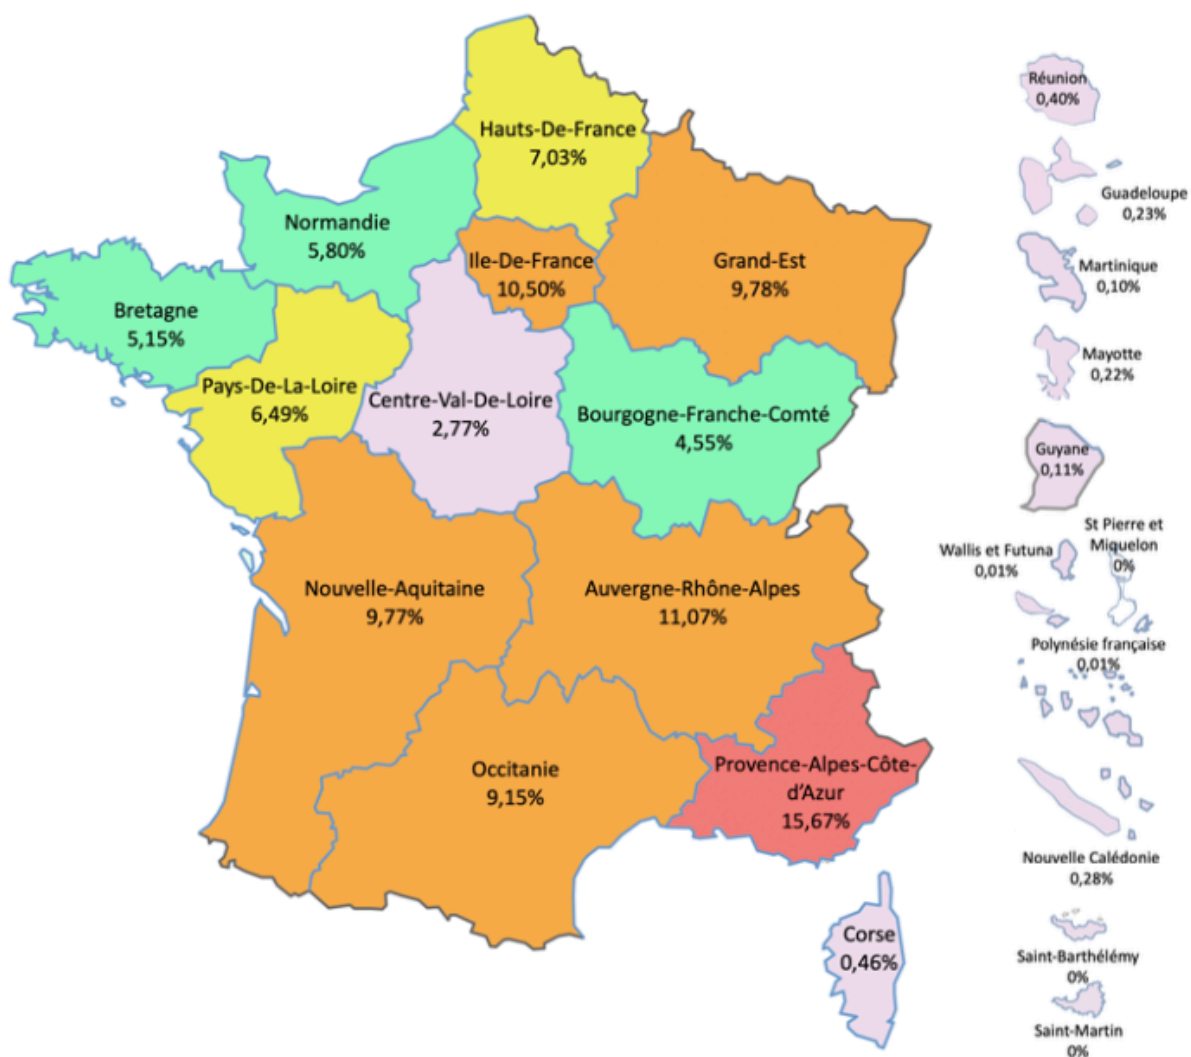 Hauts-De-France
7,03%
Normandie
5,80%
Ile-De-France
10,50%
Grand-Est
9,78%
Bretagne
5,15%
Pays-De-La-Loire
6,49%
Centre-Val-De-Loire
2,77%
Bourgogne-Franche-Comté
4,55%
Nouvelle-Aquitaine
9,77%
Auvergne-Rhône-Alpes
11,07%
Occitanie
9,15%
Provence-Alpes-Côte-
d'Azur
15,67%
Corse
0,46%
Réunion
0,40%
Guadeloupe
0,23%
Martinique
0,10%
Mayotte
0,22%
Guyane
0,11%
St Pierre et
Miquelon
0%
Wallis et Futuna
0,01%
Polynésie française
0,01%
Nouvelle Calédonie
0,28%
Saint-Barthélémy
0%
Saint-Martin
0%